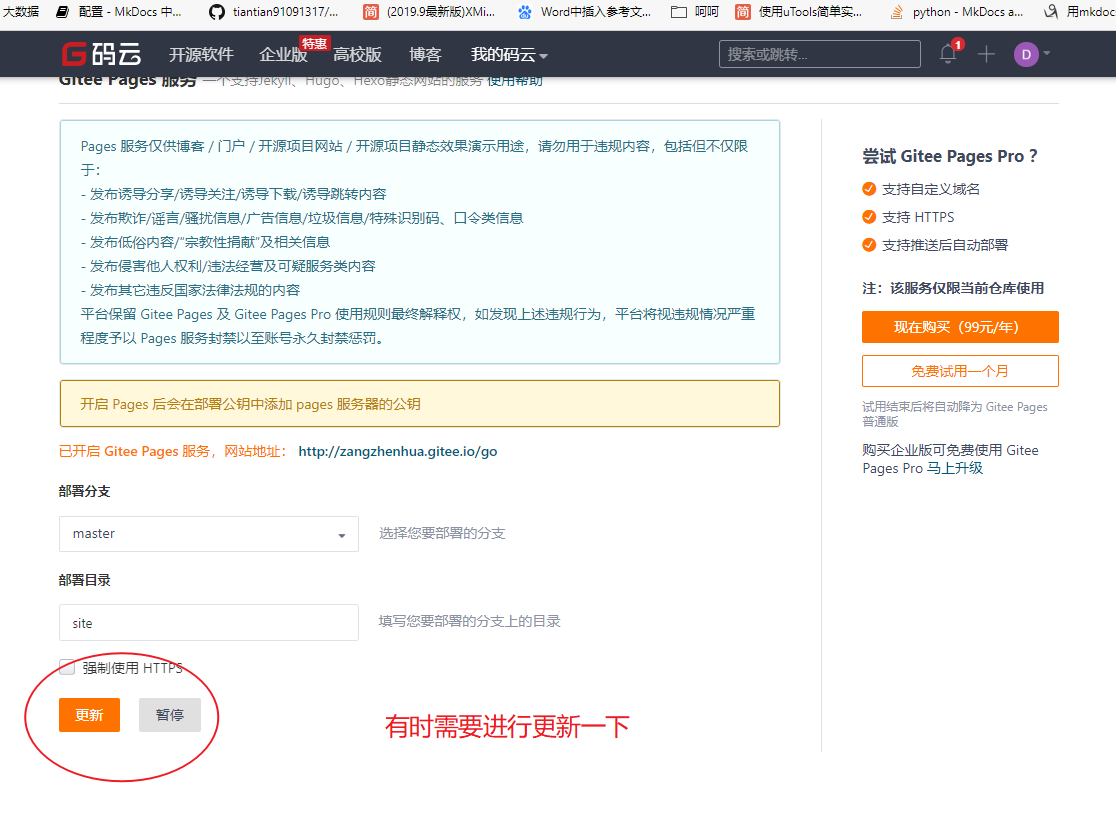 大数据
配置 - MkDocs 中...
tiantian91091317/...
简 (2019.9最新版)XMi...
Word中插入参考文...
呵呵
简 使用uTools简单实...
python - MkDocs a...
用mkdoc
G 码云
开源软件
企业版
特惠
高校版
博客
我的码云
搜索或跳转...
1
D
Gitee Pages 服务 一个支持Jekyll、Hugo、Hexo静态网站的服务 使用帮助
Pages 服务仅供博客 / 门户 / 开源项目网站 / 开源项目静态效果演示用途，请勿用于违规内容，包括但不仅限
于：
- 发布诱导分享/诱导关注/诱导下载/诱导跳转内容
- 发布欺诈/谣言/骚扰信息/广告信息/垃圾信息/特殊识别码、口令类信息
- 发布低俗内容/“宗教性捐献”及相关信息
- 发布侵害他人权利/违法经营及可疑服务类内容
- 发布其它违反国家法律法规的内容
平台保留 Gitee Pages 及 Gitee Pages Pro 使用规则最终解释权，如发现上述违规行为，平台将视违规情况严重
程度予以 Pages 服务封禁以至账号永久封禁惩罚。
开启 Pages 后会在部署公钥中添加 pages 服务器的公钥
已开启 Gitee Pages 服务，网站地址： http://zangzhenhua.gitee.io/go
部署分支
master
选择您要部署的分支
部署目录
site
填写您要部署的分支上的目录
强制使用 HTTPS
更新
暂停
有时需要进行更新一下
尝试 Gitee Pages Pro ？
支持自定义域名
支持 HTTPS
支持推送后自动部署
注：该服务仅限当前仓库使用
现在购买（99元/年）
免费试用一个月
试用结束后将自动降为 Gitee Pages
普通版
购买企业版可免费使用 Gitee
Pages Pro 马上升级